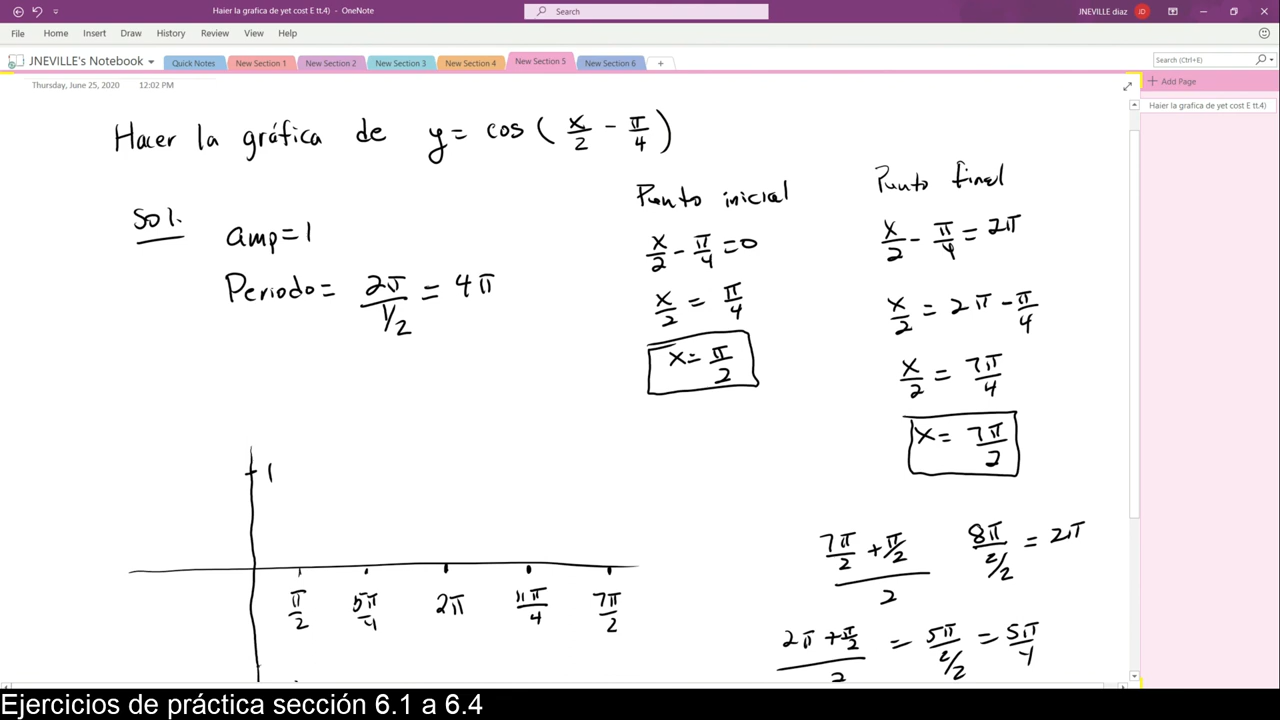 Haier la grafica de yet cost E tt.4) - OneNote
Search
JNEVILLE diaz
JD
File Home Insert Draw History Review View Help
JNEVILLE's Notebook
Quick Notes
New Section 1
New Section 2
New Section 3
New Section 4
New Section 5
New Section 6
+
Search (Ctrl+E)
Add Page
Haier la grafica de yet cost E tt.4)
Thursday, June 25, 2020 12:02 PM
Hacer la gráfica de y = cos (x/2 - π/4)
Sol.
amp=1
Periodo= 2π/(1/2) = 4π
Punto inicial
x/2 - π/4 = 0
x/2 = π/4
x = π/2
Punto final
x/2 - π/4 = 2π
x/2 = 2π - π/4
x/2 = 7π/4
x = 7π/2
1
π/2 5π/4 2π 11π/4 7π/2
(7π/2 + π/2)/2 8π/2/2 = 2π
(2π + π/2)/2 = 5π/2/2 = 5π/4
Ejercicios de práctica sección 6.1 a 6.4